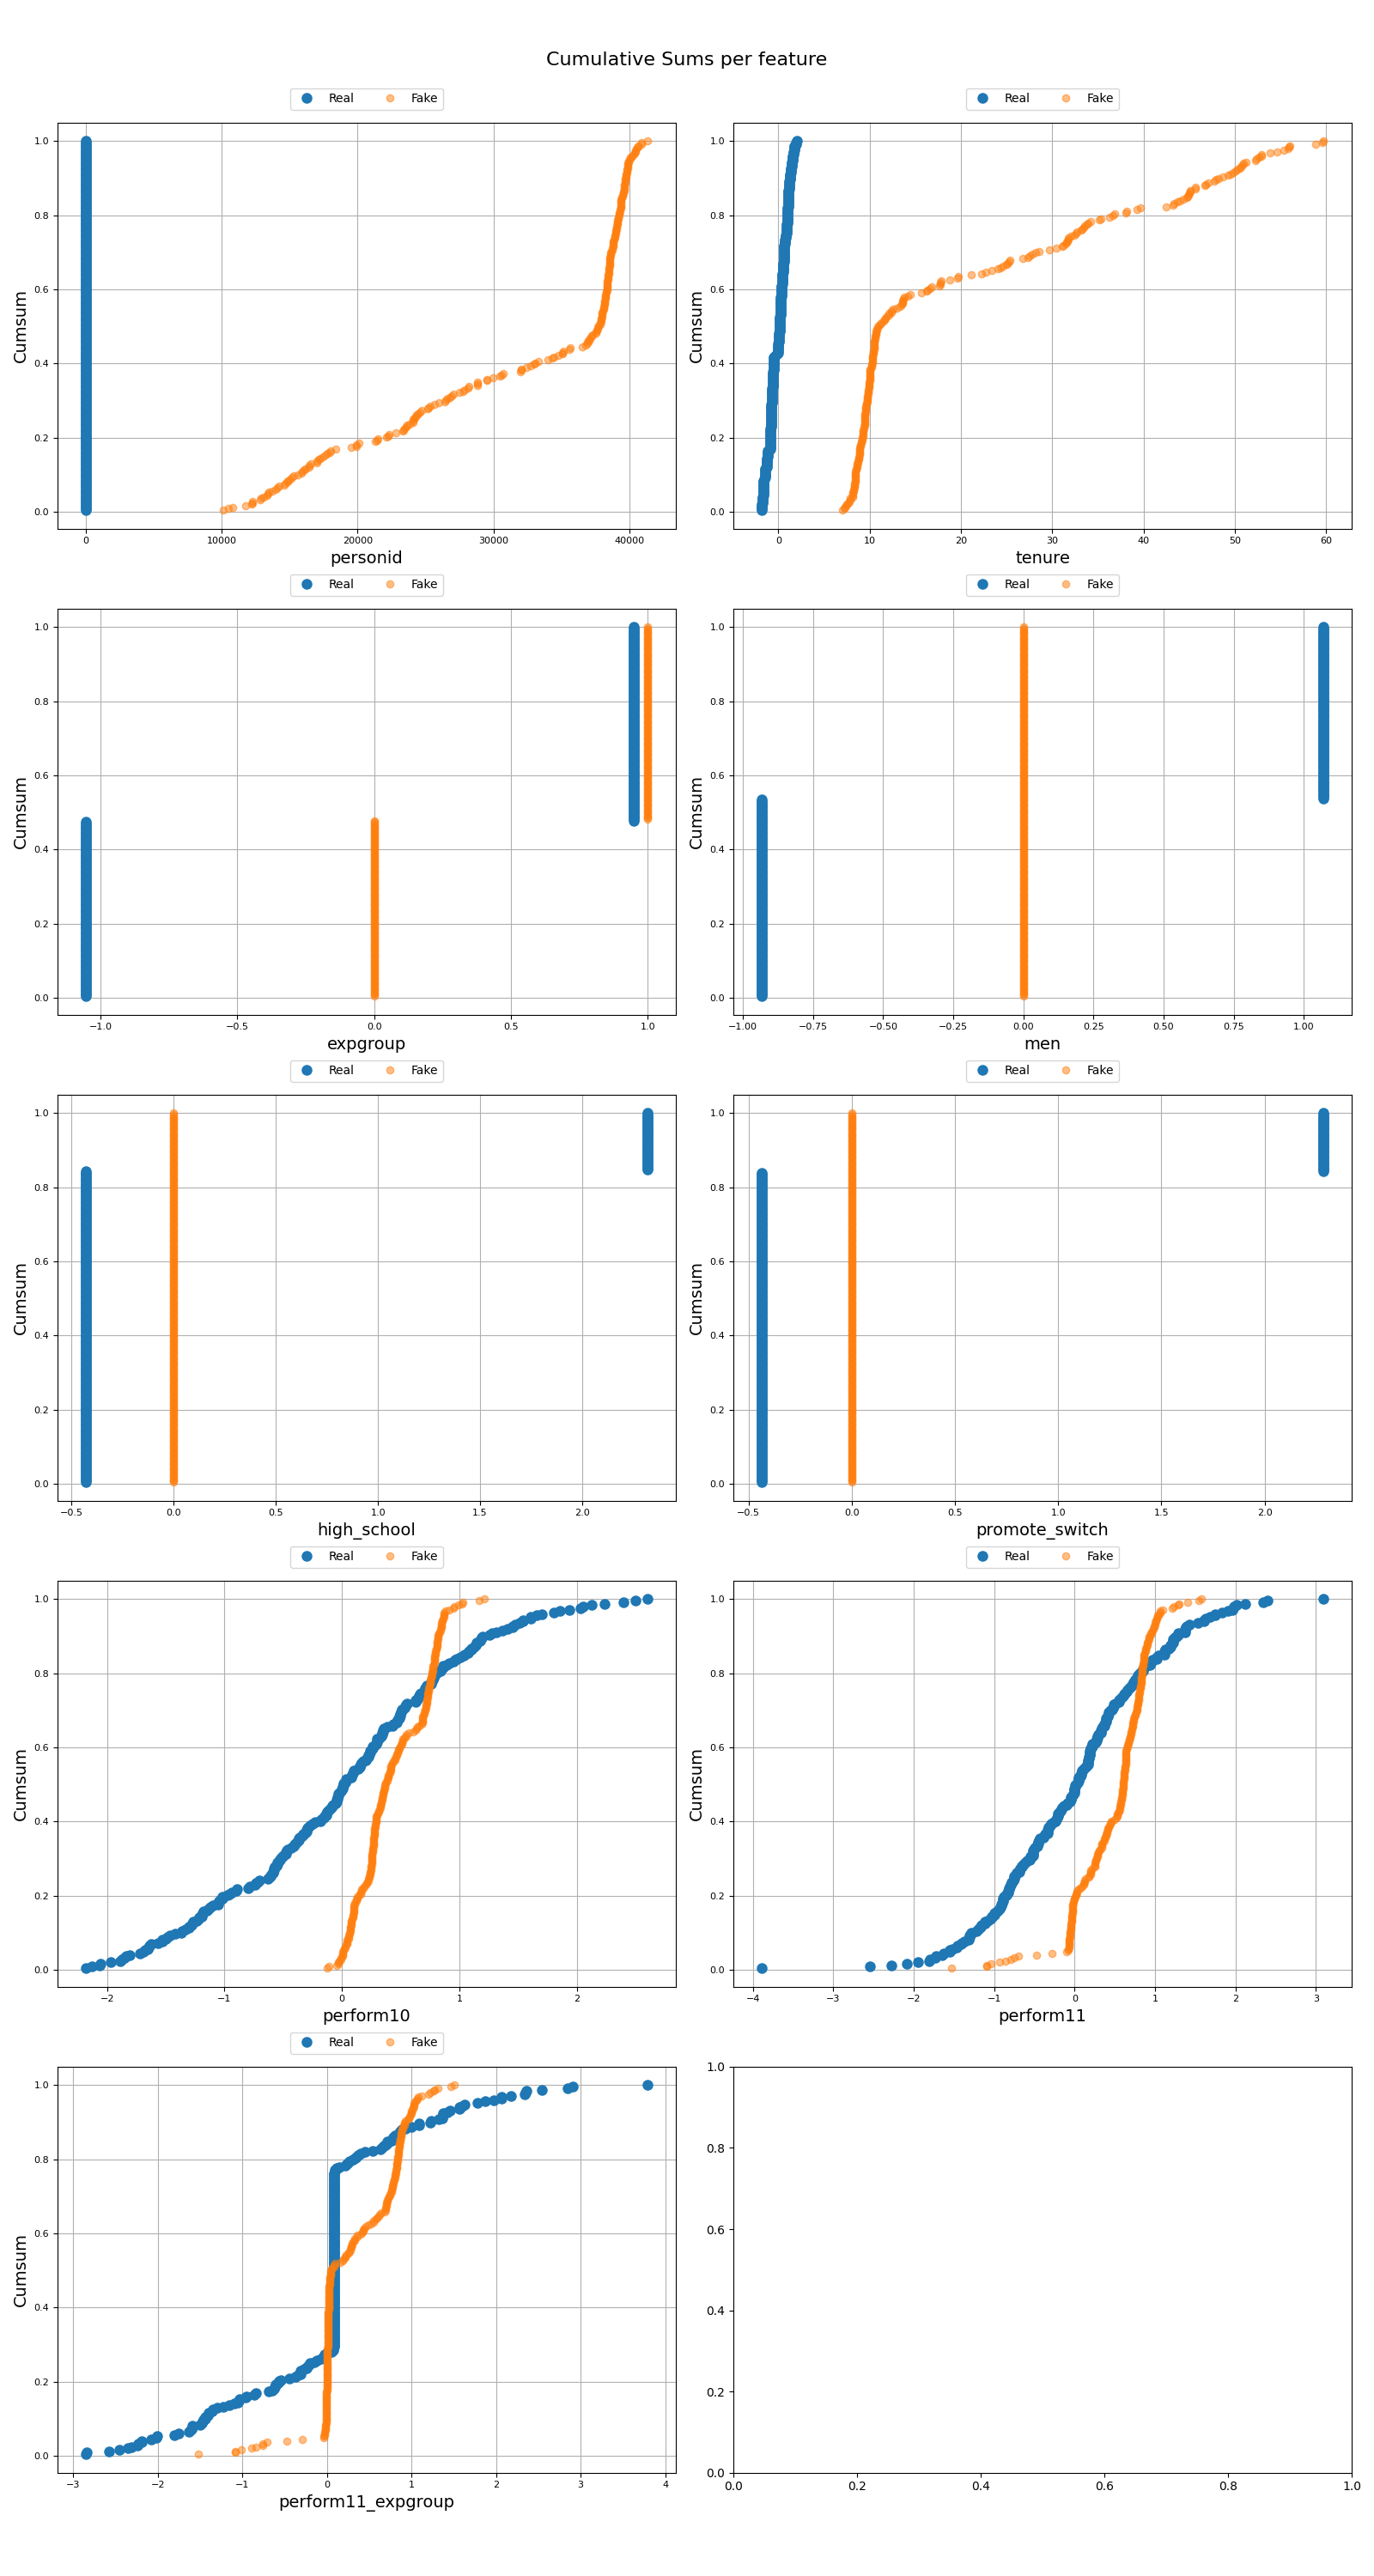 Cumulative Sums per feature
Real Fake Real Fake
1.0 1.0
0.8 0.8
0.6 0.6
Cumsum Cumsum
0.4 0.4
0.2 0.2
0.0 0.0
0 10000 20000 30000 40000 0 10 20 30 40 50 60
personid tenure
Real Fake Real Fake
1.0 1.0
0.8 0.8
0.6 0.6
Cumsum Cumsum
0.4 0.4
0.2 0.2
0.0 0.0
−1.0 −0.5 0.0 0.5 1.0 −1.00 −0.75 −0.50 −0.25 0.00 0.25 0.50 0.75 1.00
expgroup men
Real Fake Real Fake
1.0 1.0
0.8 0.8
0.6 0.6
Cumsum Cumsum
0.4 0.4
0.2 0.2
0.0 0.0
−0.5 0.0 0.5 1.0 1.5 2.0 −0.5 0.0 0.5 1.0 1.5 2.0
high_school promote_switch
Real Fake Real Fake
1.0 1.0
0.8 0.8
0.6 0.6
Cumsum Cumsum
0.4 0.4
0.2 0.2
0.0 0.0
−2 −1 0 1 2 −4 −3 −2 −1 0 1 2 3
perform10 perform11
Real Fake
1.0 1.0
0.8 0.8
0.6 0.6
Cumsum
0.4 0.4
0.2 0.2
0.0 0.0
−3 −2 −1 0 1 2 3 4 0.0 0.2 0.4 0.6 0.8 1.0
perform11_expgroup